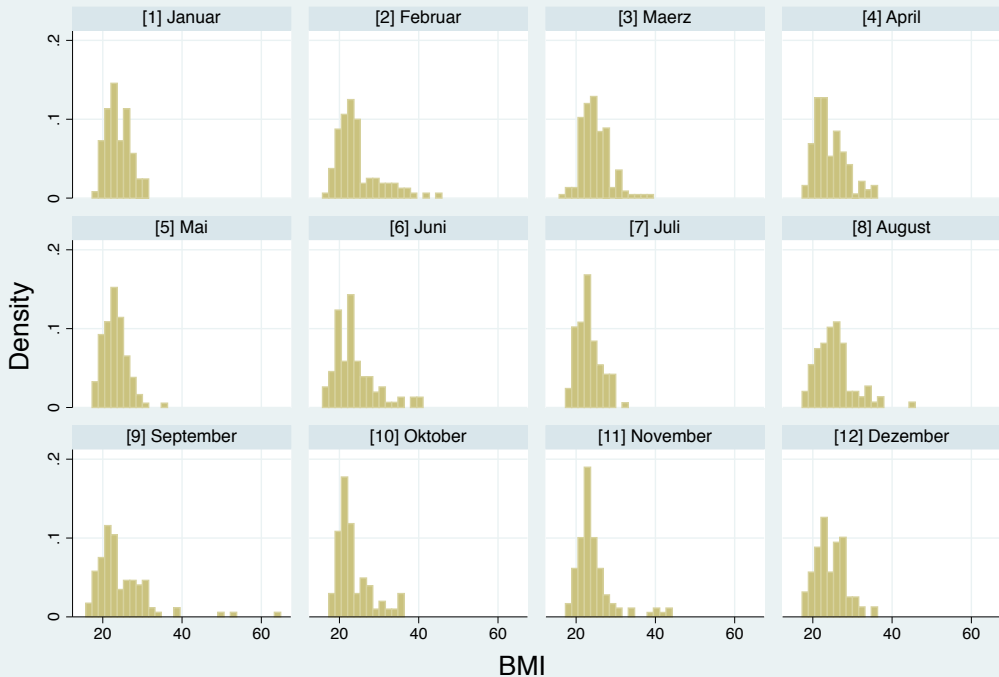 [1] Januar
[2] Februar
[3] Maerz
[4] April
.2
.1
0
[5] Mai
[6] Juni
[7] Juli
[8] August
.2
.1
0
Density
[9] September
[10] Oktober
[11] November
[12] Dezember
.2
.1
0
20 40 60
20 40 60
20 40 60
20 40 60
BMI